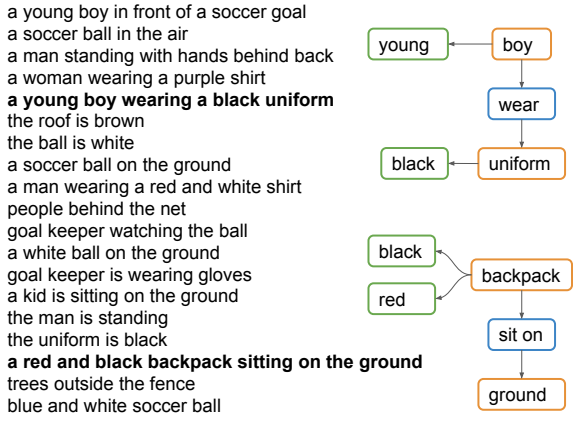 a young boy in front of a soccer goal
a soccer ball in the air
a man standing with hands behind back
a woman wearing a purple shirt
a young boy wearing a black uniform
the roof is brown
the ball is white
a soccer ball on the ground
a man wearing a red and white shirt
people behind the net
goal keeper watching the ball
a white ball on the ground
goal keeper is wearing gloves
a kid is sitting on the ground
the man is standing
the uniform is black
a red and black backpack sitting on the ground
trees outside the fence
blue and white soccer ball
young
boy
wear
black
uniform
black
backpack
red
sit on
ground